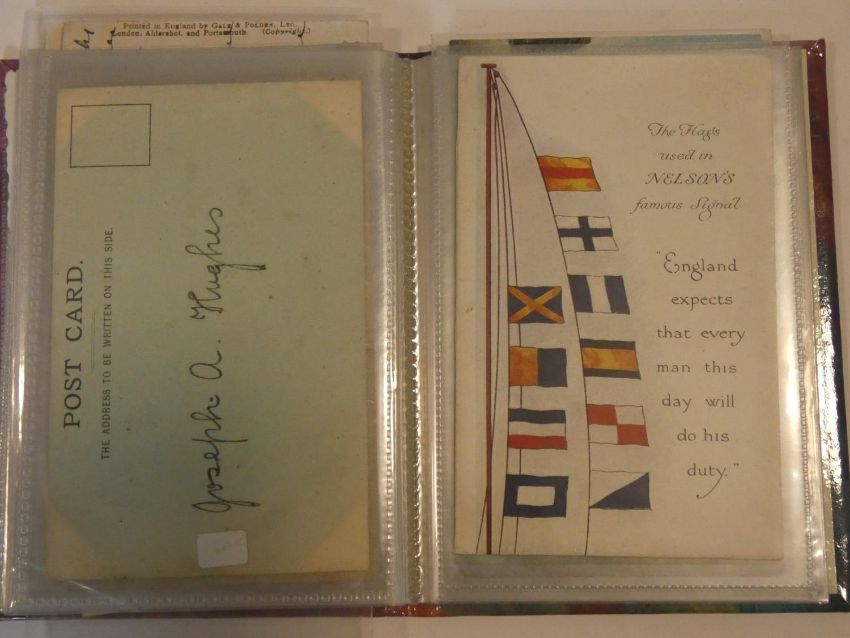 Printed in England by GALE & POLDEN, LTD.
London, Aldershot, and Portsmouth. (Copyright.)
POST CARD.
THE ADDRESS TO BE WRITTEN ON THIS SIDE.
Joseph A. Hughes
The Flags
used in
NELSON'S
famous Signal
"England
expects
that every
man this
day will
do his
duty."